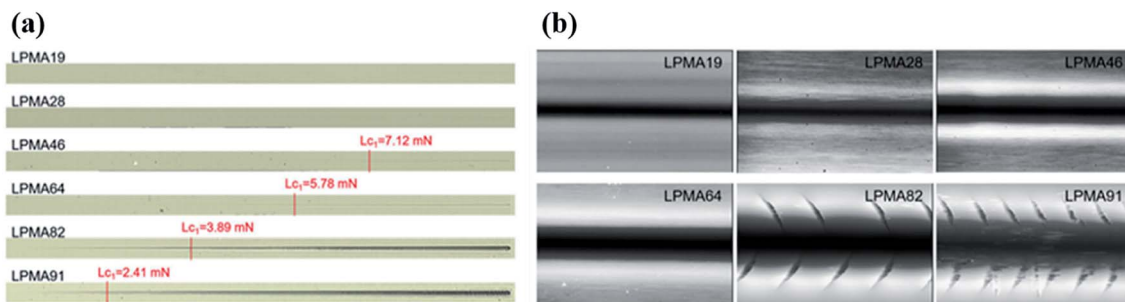 (a)
LPMA19
LPMA28
LPMA46
Lc₁=7.12 mN
LPMA64
Lc₁=5.78 mN
LPMA82
Lc₁=3.89 mN
LPMA91
Lc₁=2.41 mN
(b)
LPMA19
LPMA28
LPMA46
LPMA64
LPMA82
LPMA91